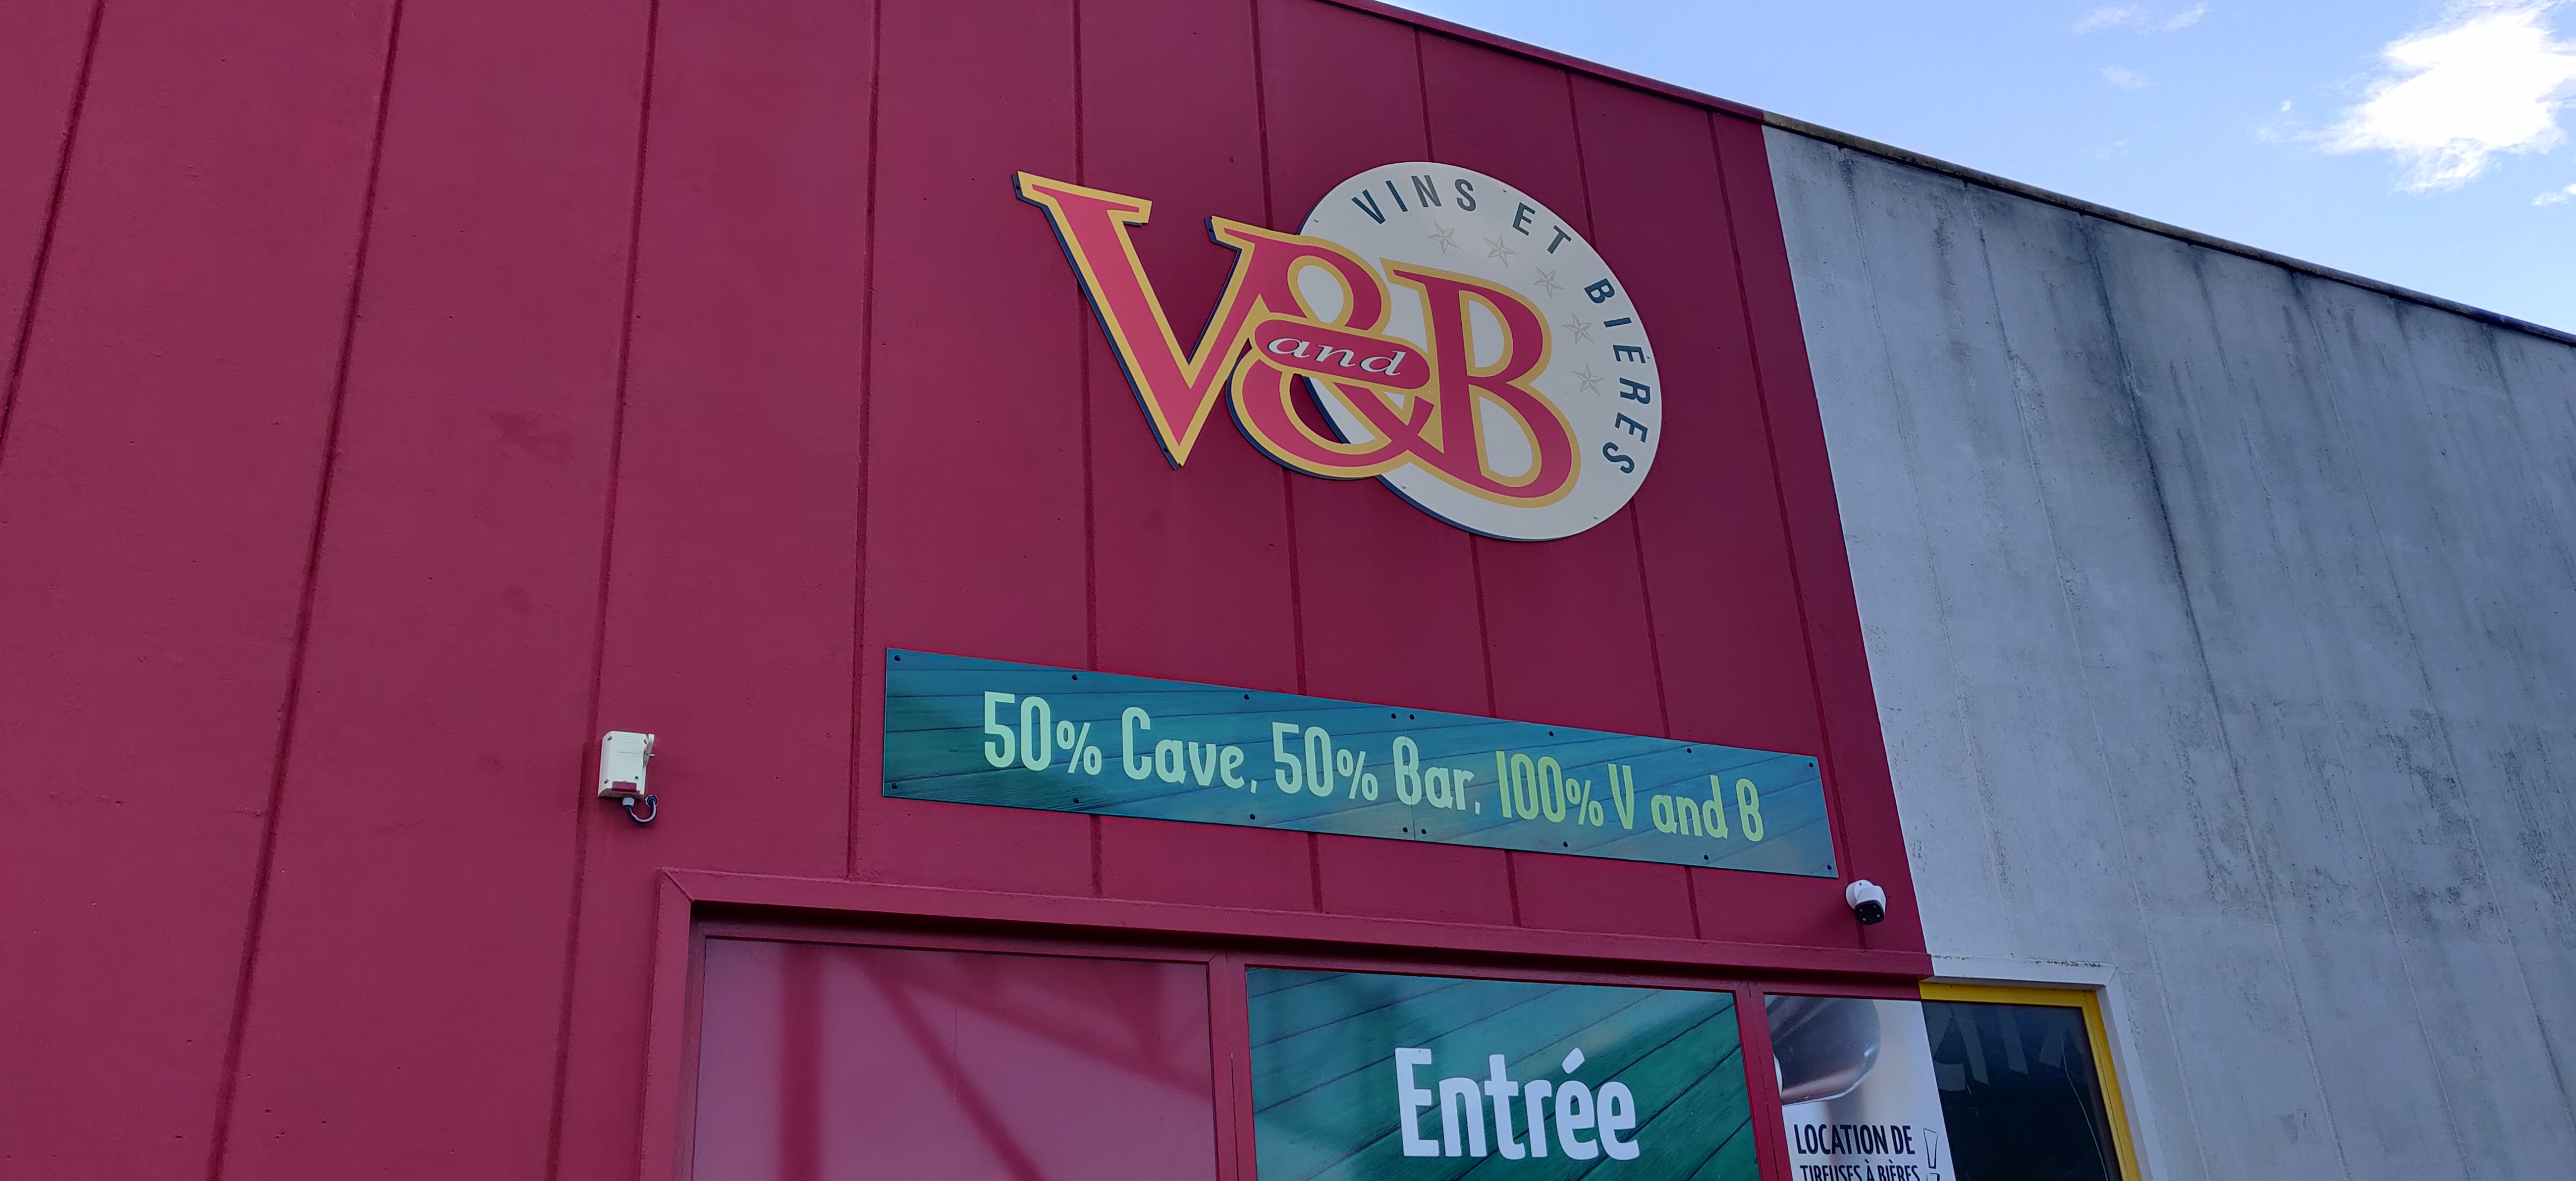 VINS ET BIÈRES
V&B
and
50% Cave, 50% Bar, 100% V and B
Entrée
LOCATION DE
TIREUSES À BIÈRES